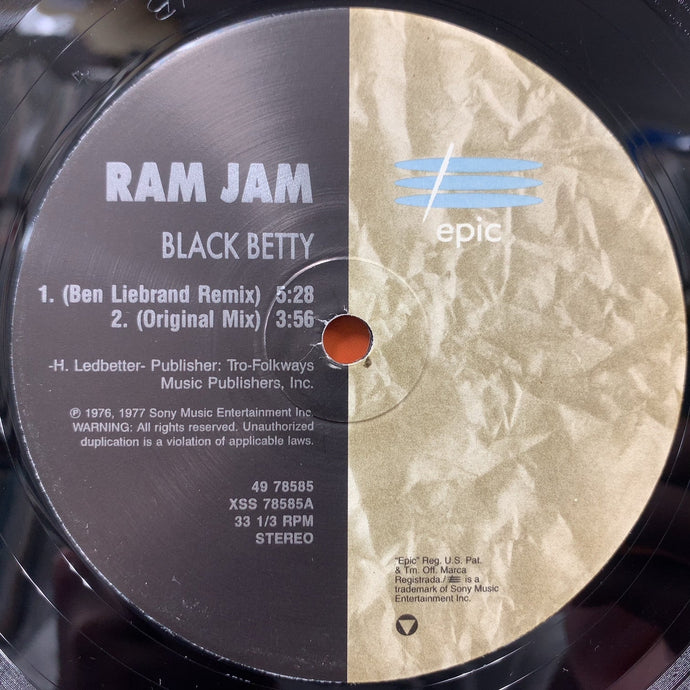 RAM JAM
BLACK BETTY
1. (Ben Liebrand Remix) 5:28
2. (Original Mix) 3:56
-H. Ledbetter- Publisher: Tro-Folkways
Music Publishers, Inc.
℗ 1976, 1977 Sony Music Entertainment Inc.
WARNING: All rights reserved. Unauthorized
duplication is a violation of applicable laws.
49 78585
XSS 78585A
33 1/3 RPM
STEREO
epic
"Epic" Reg. U.S. Pat.
& Tm. Off. Marca
Registrada./ is a
trademark of Sony Music
Entertainment Inc.